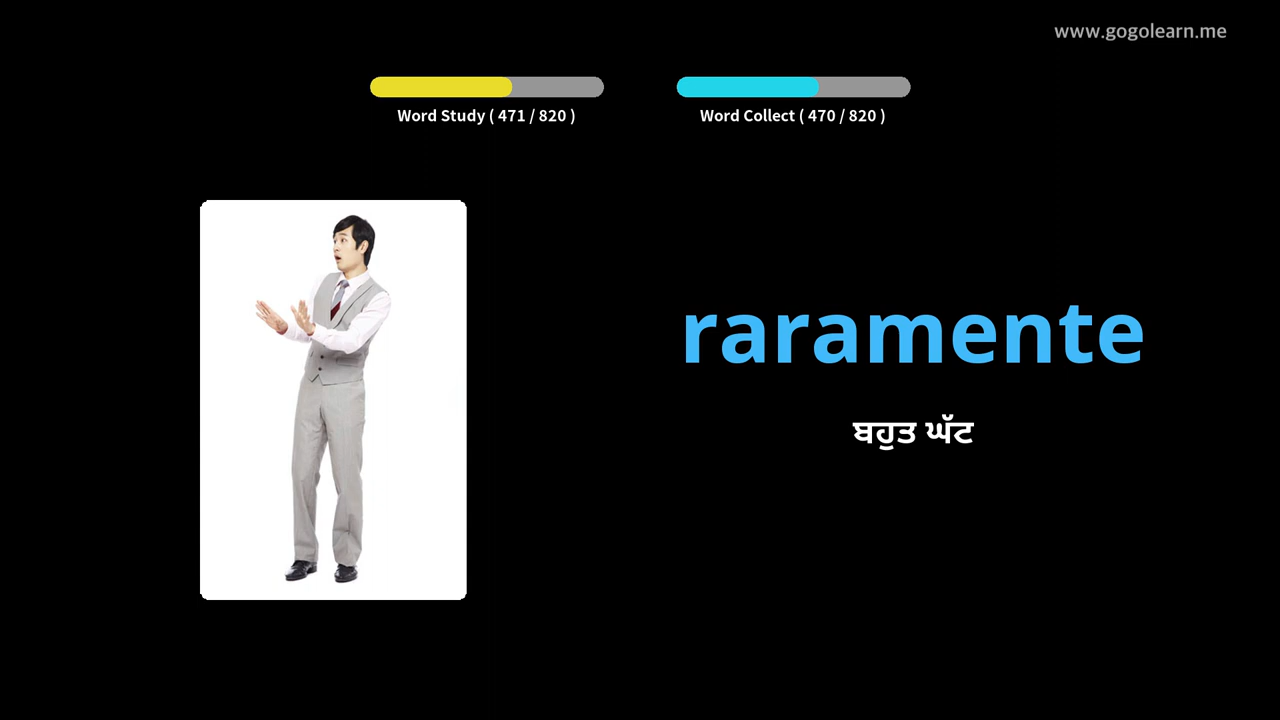 www.gogolearn.me
Word Study ( 471 / 820 )
Word Collect ( 470 / 820 )
raramente
ਬਹੁਤ ਘੱਟ